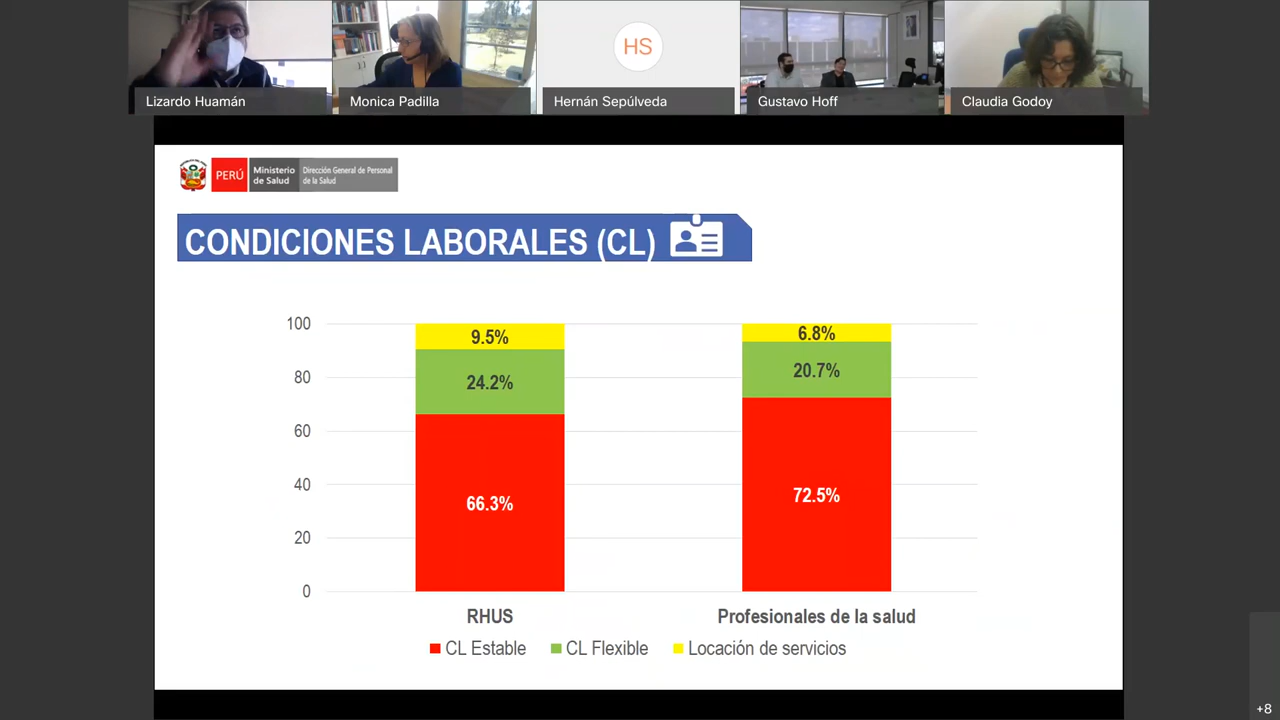 HS
Lizardo Huamán
Monica Padilla
Hernán Sepúlveda
Gustavo Hoff
Claudia Godoy
PERÚ
Ministerio
de Salud
Dirección General de Personal
de la Salud
CONDICIONES LABORALES (CL)
100
80
60
40
20
0
9.5%
24.2%
66.3%
6.8%
20.7%
72.5%
RHUS
Profesionales de la salud
CL Estable
CL Flexible
Locación de servicios
+8